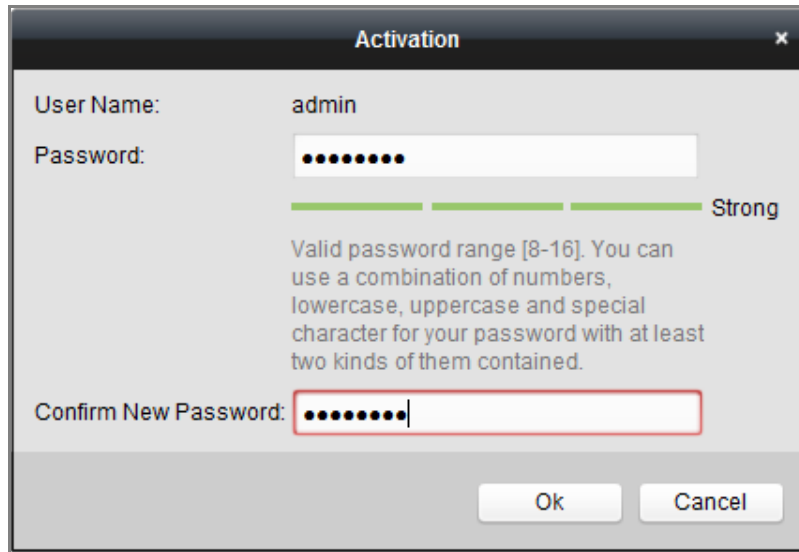 Activation
User Name: admin
Password: ••••••••
Strong
Valid password range [8-16]. You can
use a combination of numbers,
lowercase, uppercase and special
character for your password with at least
two kinds of them contained.
Confirm New Password: ••••••••
Ok Cancel